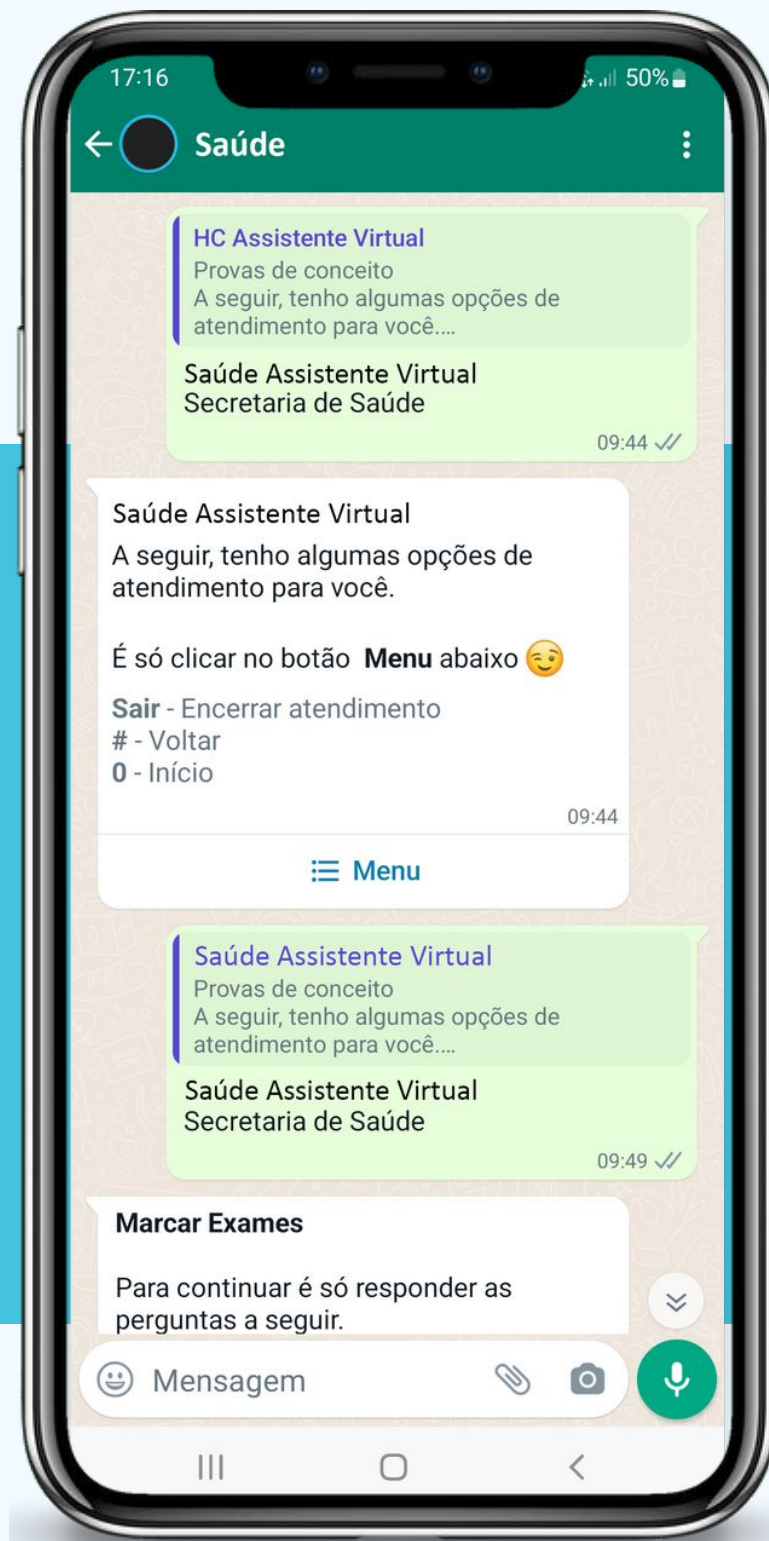 17:16
50%
Saúde
HC Assistente Virtual
Provas de conceito
A seguir, tenho algumas opções de
atendimento para você....
Saúde Assistente Virtual
Secretaria de Saúde
09:44
Saúde Assistente Virtual
A seguir, tenho algumas opções de
atendimento para você.
É só clicar no botão Menu abaixo
Sair - Encerrar atendimento
# - Voltar
0 - Início
09:44
Menu
Saúde Assistente Virtual
Provas de conceito
A seguir, tenho algumas opções de
atendimento para você....
Saúde Assistente Virtual
Secretaria de Saúde
09:49
Marcar Exames
Para continuar é só responder as
perguntas a seguir.
Mensagem